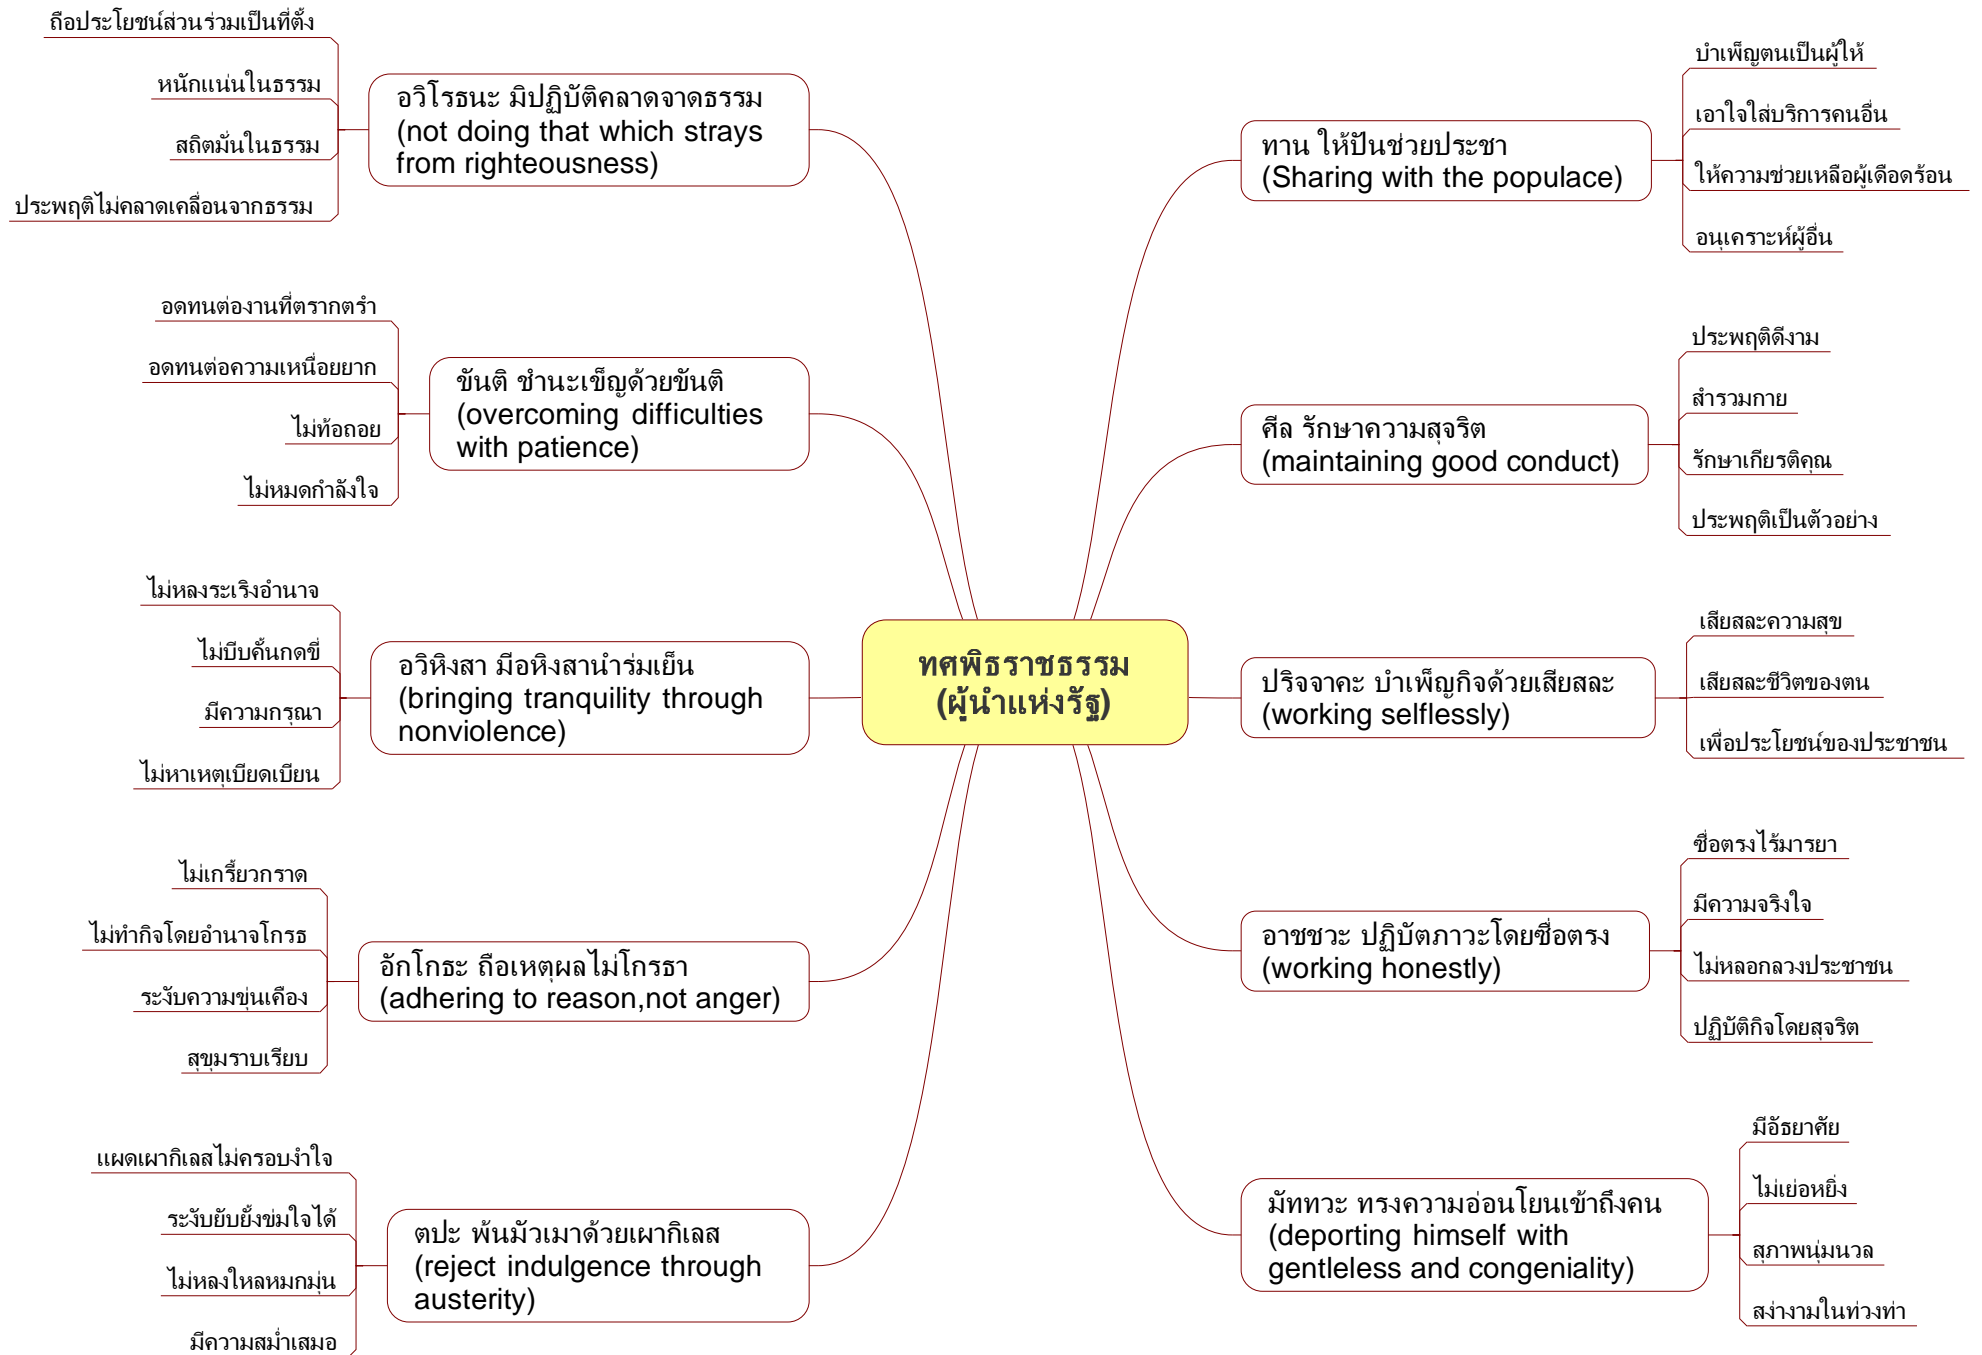 ทศพิธราชธรรม
(ผู้นำแห่งรัฐ)
ทาน ให้ปันช่วยประชา
(Sharing with the populace)
บำเพ็ญตนเป็นผู้ให้
เอาใจใส่บริการคนอื่น
ให้ความช่วยเหลือผู้เดือดร้อน
อนุเคราะห์ผู้อื่น
ศีล รักษาความสุจริต
(maintaining good conduct)
ประพฤติดีงาม
สำรวมกาย
รักษาเกียรติคุณ
ประพฤติเป็นตัวอย่าง
ปริจจาคะ บำเพ็ญกิจด้วยเสียสละ
(working selflessly)
เสียสละความสุข
เสียสละชีวิตของตน
เพื่อประโยชน์ของประชาชน
อาชชวะ ปฏิบัตภาวะโดยซื่อตรง
(working honestly)
ซื่อตรงไร้มารยา
มีความจริงใจ
ไม่หลอกลวงประชาชน
ปฏิบัติกิจโดยสุจริต
มัททวะ ทรงความอ่อนโยนเข้าถึงคน
(deporting himself with
gentleless and congeniality)
มีอัธยาศัย
ไม่เย่อหยิ่ง
สุภาพนุ่มนวล
สง่างามในท่วงท่า
อวิโรธนะ มิปฏิบัติคลาดจาดธรรม
(not doing that which strays
from righteousness)
ถือประโยชน์ส่วนร่วมเป็นที่ตั้ง
หนักแน่นในธรรม
สถิตมั่นในธรรม
ประพฤติไม่คลาดเคลื่อนจากธรรม
ขันติ ชำนะเข็ญด้วยขันติ
(overcoming difficulties
with patience)
อดทนต่องานที่ตรากตรำ
อดทนต่อความเหนื่อยยาก
ไม่ท้อถอย
ไม่หมดกำลังใจ
อวิหิงสา มีอหิงสานำร่มเย็น
(bringing tranquility through
nonviolence)
ไม่หลงระเริงอำนาจ
ไม่บีบคั้นกดขี่
มีความกรุณา
ไม่หาเหตุเบียดเบียน
อักโกธะ ถือเหตุผลไม่โกรธา
(adhering to reason,not anger)
ไม่เกรี้ยวกราด
ไม่ทำกิจโดยอำนาจโกรธ
ระงับความขุ่นเคือง
สุขุมราบเรียบ
ตปะ พ้นมัวเมาด้วยเผากิเลส
(reject indulgence through
austerity)
แผดเผากิเลสไม่ครอบงำใจ
ระงับยับยั้งข่มใจได้
ไม่หลงใหลหมกมุ่น
มีความสม่ำเสมอ